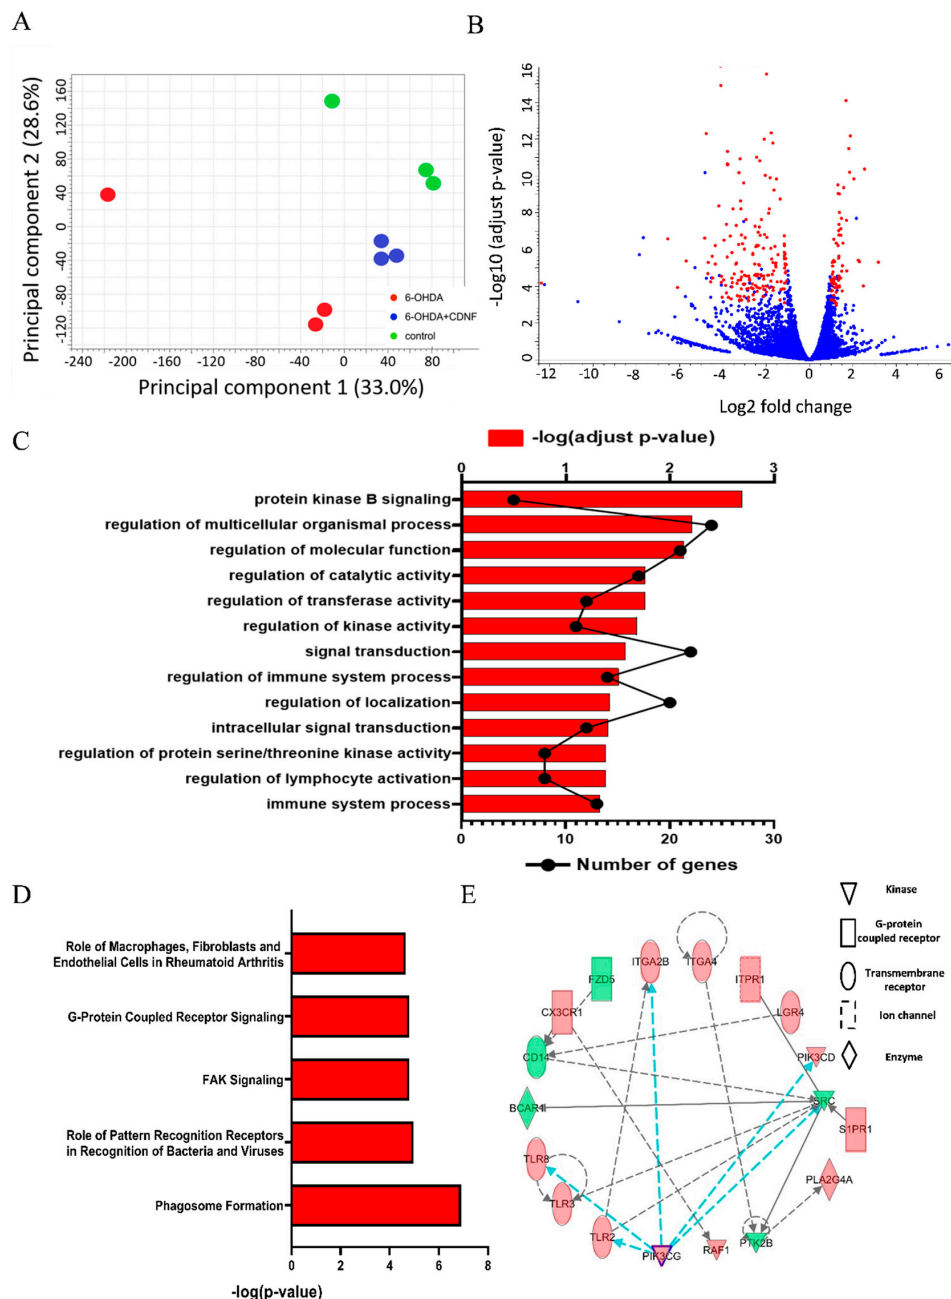 A
Principal component 2 (28.6%)
160
120
80
40
0
-40
-80
-120
-240 -200 -160 -120 -80 -40 0 40 80
Principal component 1 (33.0%)
6-OHDA
6-OHDA+CDNF
control
B
-Log10 (adjust p-value)
16
14
12
10
8
6
4
2
0
-12 -10 -8 -6 -4 -2 0 2 4 6
Log2 fold change
C
-log(adjust p-value)
0 1 2 3
protein kinase B signaling
regulation of multicellular organismal process
regulation of molecular function
regulation of catalytic activity
regulation of transferase activity
regulation of kinase activity
signal transduction
regulation of immune system process
regulation of localization
intracellular signal transduction
regulation of protein serine/threonine kinase activity
regulation of lymphocyte activation
immune system process
0 10 20 30
Number of genes
D
Role of Macrophages, Fibroblasts and
Endothelial Cells in Rheumatoid Arthritis
G-Protein Coupled Receptor Signaling
FAK Signaling
Role of Pattern Recognition Receptors
in Recognition of Bacteria and Viruses
Phagosome Formation
0 2 4 6 8
-log(p-value)
E
Kinase
G-protein
coupled receptor
Transmembrane
receptor
Ion channel
Enzyme
ITGA2B
ITGA4
FZD5
ITPR1
CX3CR1
LGR4
CD14
PIK3CD
BCAR1
SRC
S1PR1
TLR8
PLA2G4A
TLR3
TLR2
PIK3CG
RAF1
PTK2B